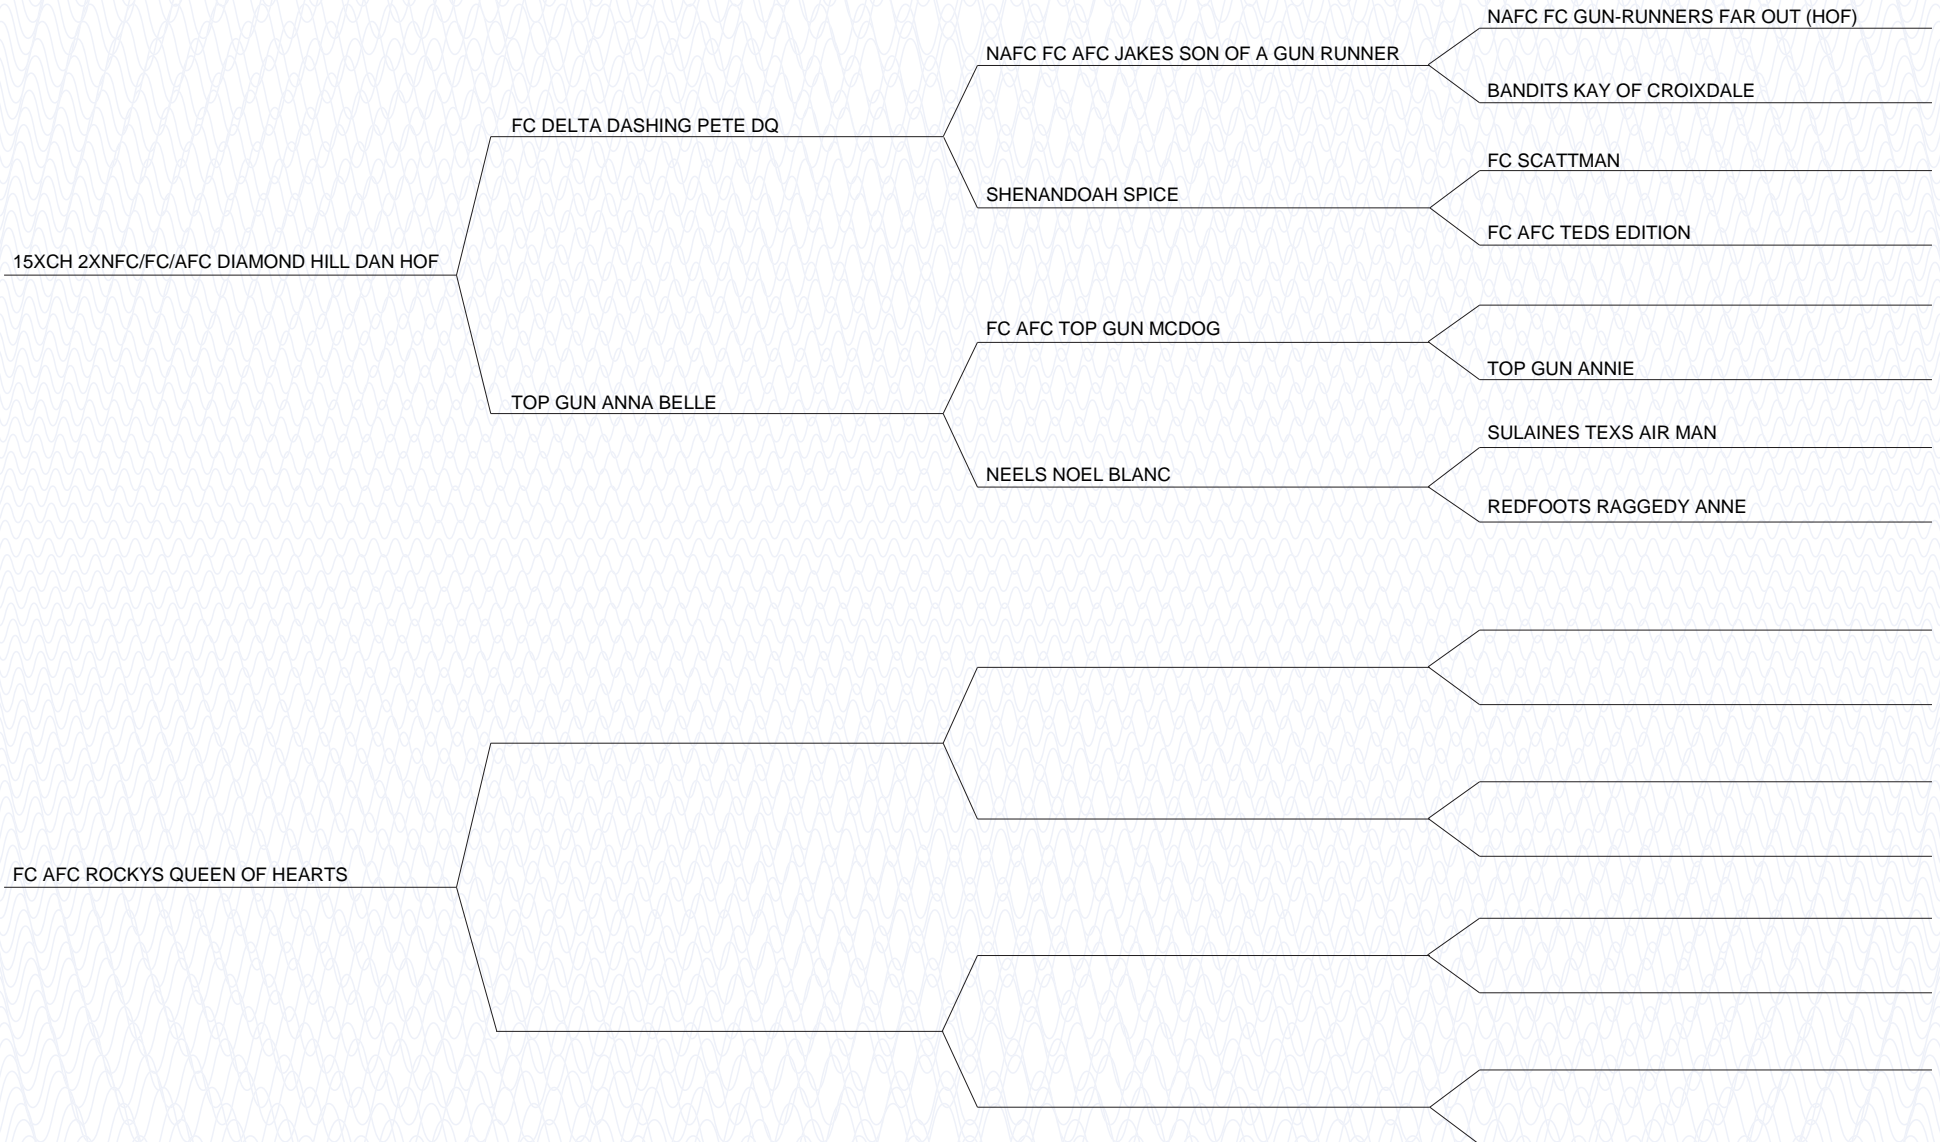 NAFC FC GUN-RUNNERS FAR OUT (HOF)
NAFC FC AFC JAKES SON OF A GUN RUNNER
BANDITS KAY OF CROIXDALE
FC DELTA DASHING PETE DQ
FC SCATTMAN
SHENANDOAH SPICE
FC AFC TEDS EDITION
15XCH 2XNFC/FC/AFC DIAMOND HILL DAN HOF
FC AFC TOP GUN MCDOG
TOP GUN ANNIE
TOP GUN ANNA BELLE
SULAINES TEXS AIR MAN
NEELS NOEL BLANC
REDFOOTS RAGGEDY ANNE
FC AFC ROCKYS QUEEN OF HEARTS